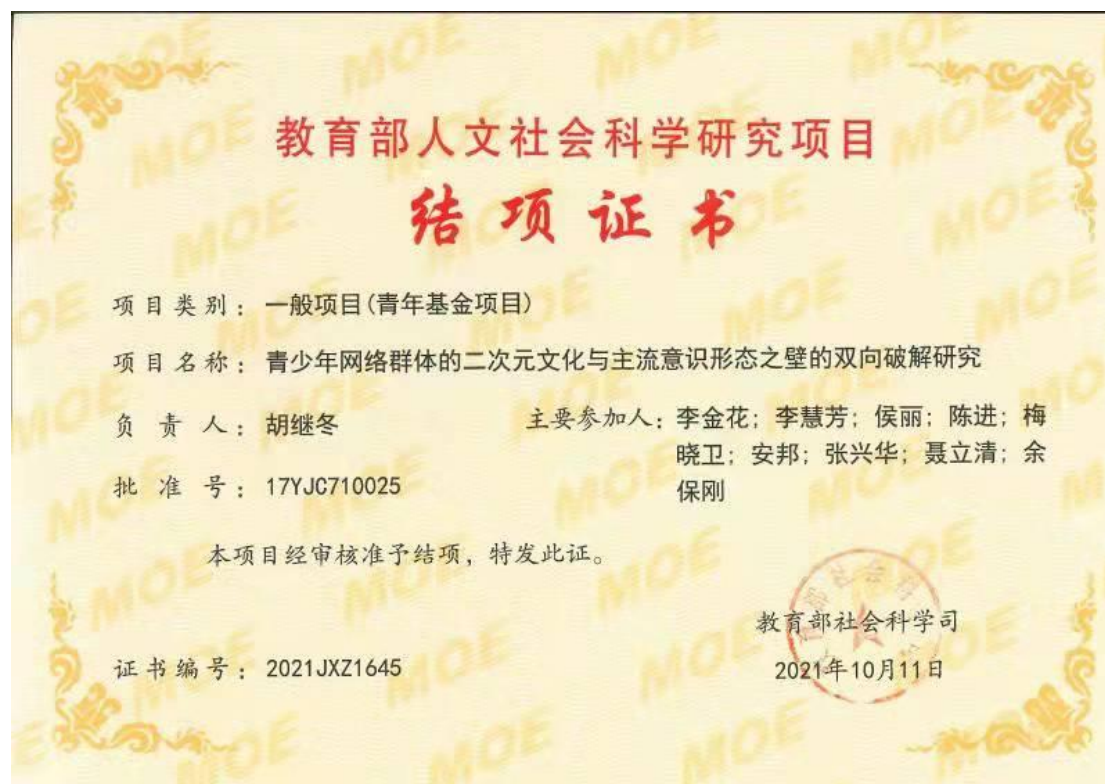 教育部人文社会科学研究项目
结项证书
项目类别：一般项目(青年基金项目)
项目名称：青少年网络群体的二次元文化与主流意识形态之壁的双向破解研究
负责人：胡继冬
主要参加人：李金花；李慧芳；侯丽；陈进；梅
晓卫；安邦；张兴华；聂立清；余
保刚
批准号：17YJC710025
本项目经审核准予结项，特发此证。
教育部社会科学司
证书编号：2021JXZ1645
2021年10月11日